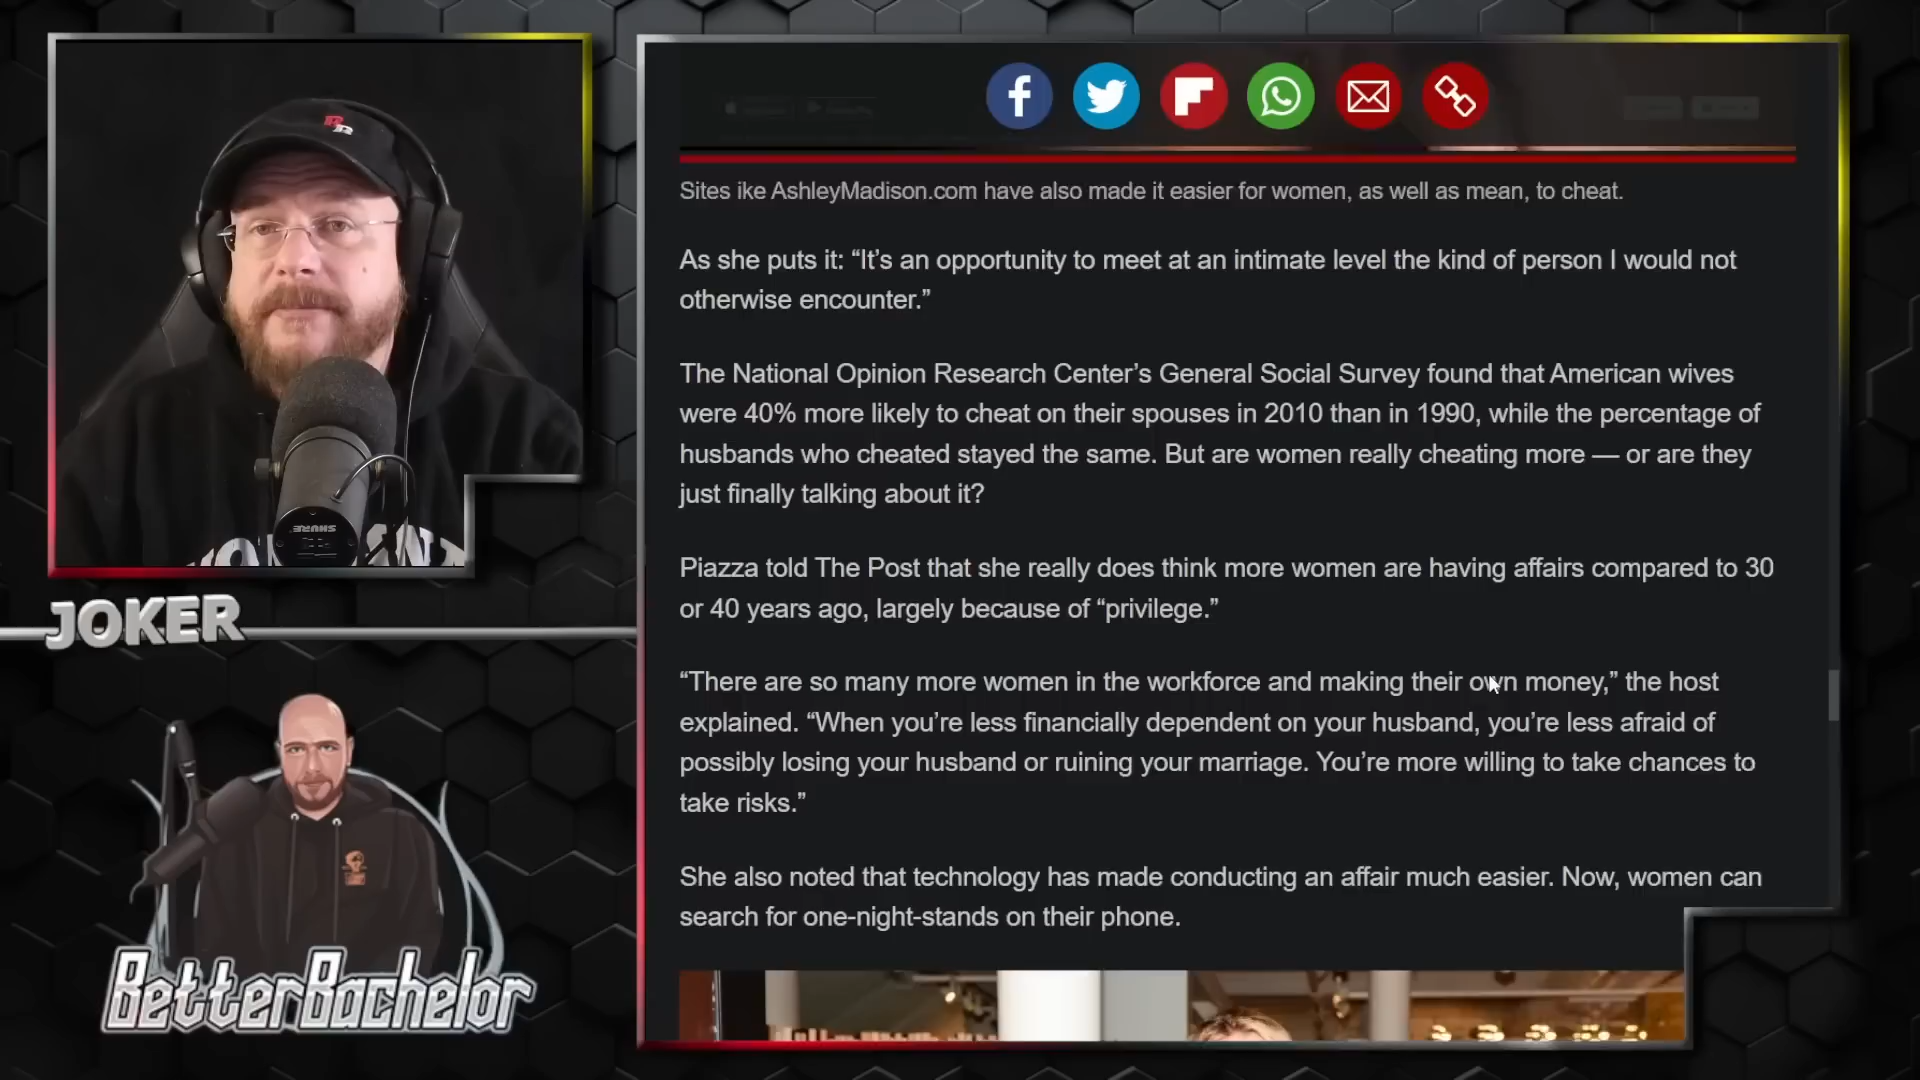 Sites ike AshleyMadison.com have also made it easier for women, as well as mean, to cheat.
As she puts it: “It’s an opportunity to meet at an intimate level the kind of person I would not
otherwise encounter.”
The National Opinion Research Center’s General Social Survey found that American wives
were 40% more likely to cheat on their spouses in 2010 than in 1990, while the percentage of
husbands who cheated stayed the same. But are women really cheating more — or are they
just finally talking about it?
Piazza told The Post that she really does think more women are having affairs compared to 30
or 40 years ago, largely because of “privilege.”
“There are so many more women in the workforce and making their own money,” the host
explained. “When you’re less financially dependent on your husband, you’re less afraid of
possibly losing your husband or ruining your marriage. You’re more willing to take chances to
take risks.”
She also noted that technology has made conducting an affair much easier. Now, women can
search for one-night-stands on their phone.
SHURE
JOKER
BetterBachelor